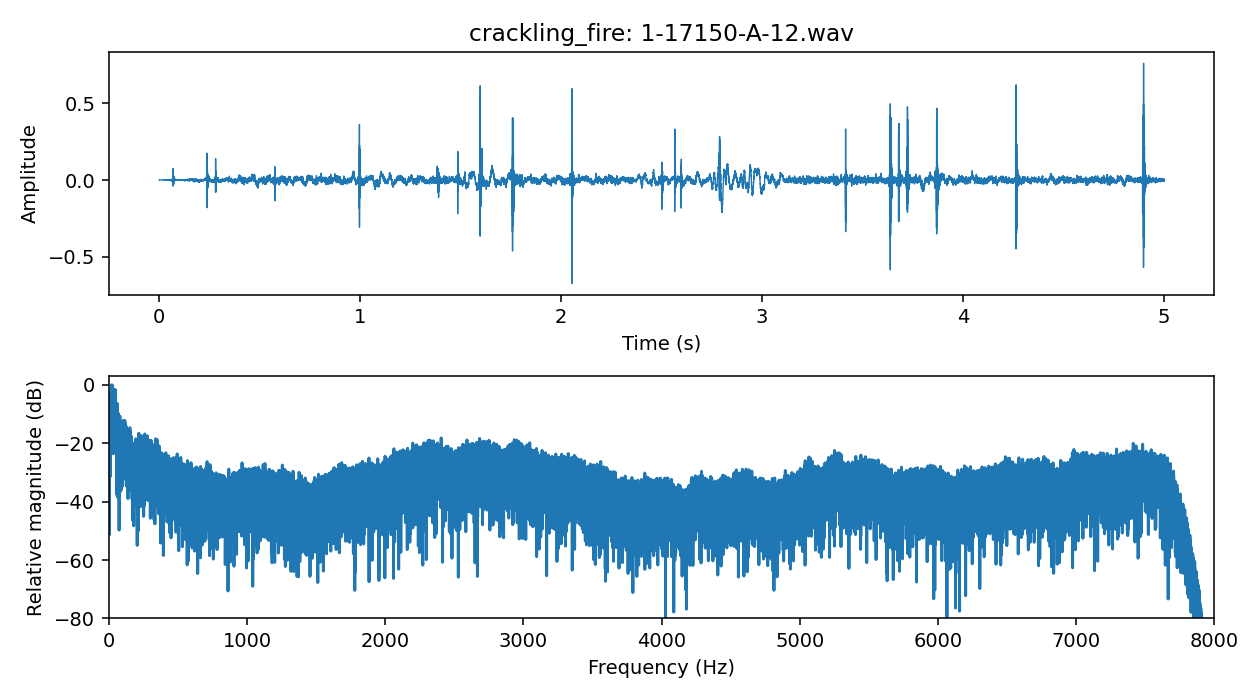 crackling_fire: 1-17150-A-12.wav
Amplitude
0.5
0.0
−0.5
0 1 2 3 4 5
Time (s)
Relative magnitude (dB)
0
−20
−40
−60
−80
0 1000 2000 3000 4000 5000 6000 7000 8000
Frequency (Hz)